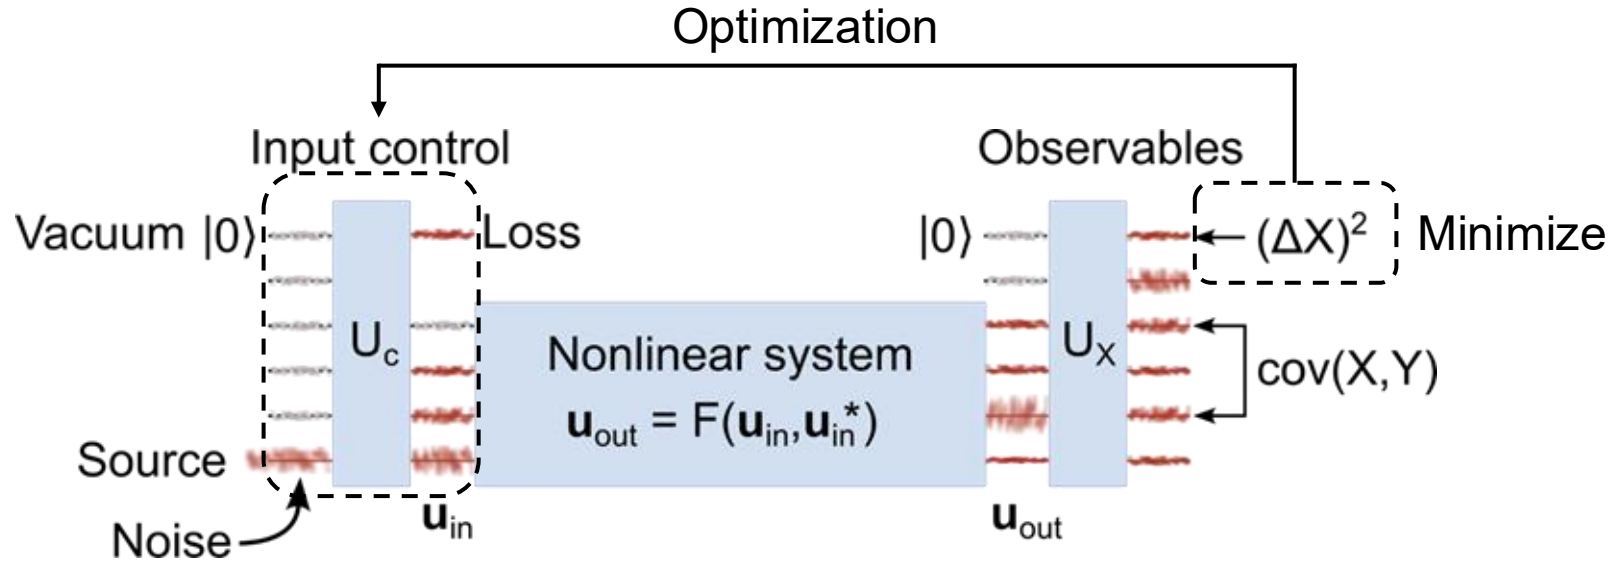 Optimization
Input control
Observables
Vacuum |0⟩
Loss
|0⟩
(ΔX)²
Minimize
U_c
Nonlinear system
U_X
cov(X,Y)
u_out = F(u_in,u_in^*)
Source
u_in
u_out
Noise